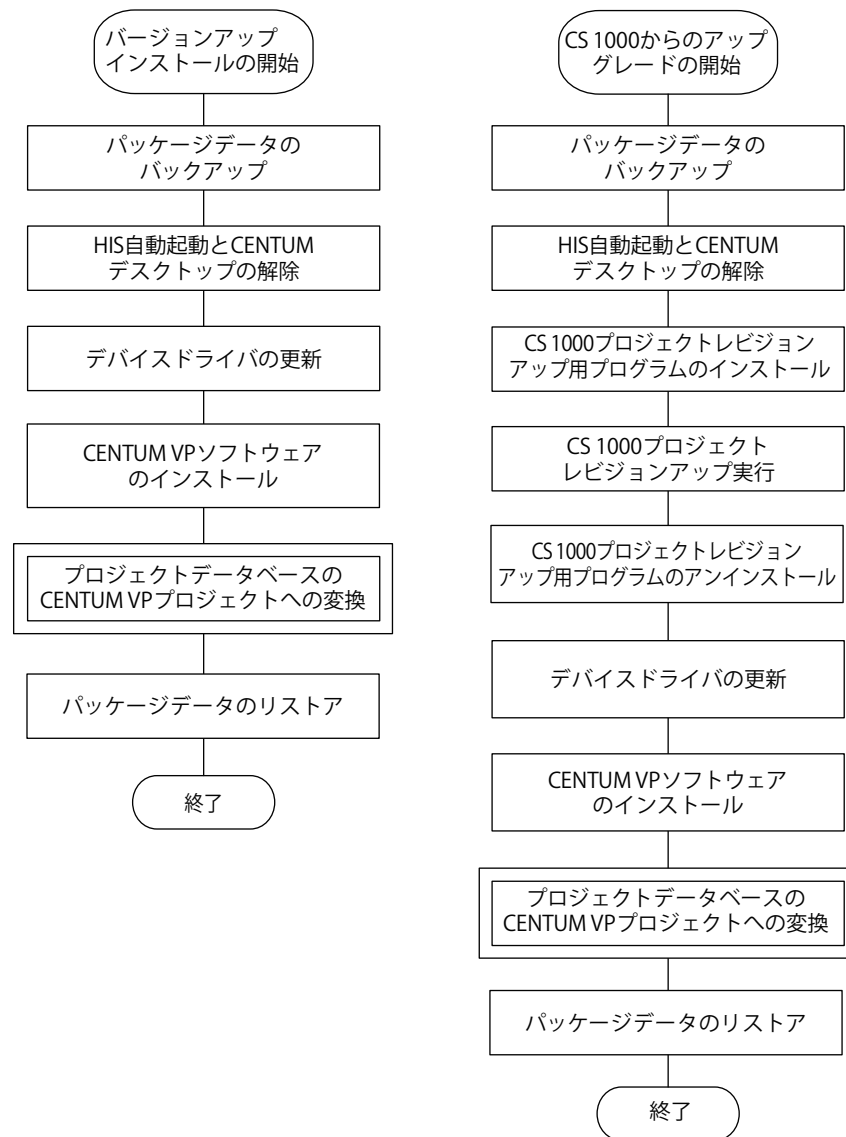 バージョンアップ
インストールの開始
パッケージデータの
バックアップ
HIS自動起動とCENTUM
デスクトップの解除
デバイスドライバの更新
CENTUM VPソフトウェア
のインストール
プロジェクトデータベースの
CENTUM VPプロジェクトへの変換
パッケージデータのリストア
終了
CS 1000からのアップ
グレードの開始
パッケージデータの
バックアップ
HIS自動起動とCENTUM
デスクトップの解除
CS 1000プロジェクトレビジョン
アップ用プログラムのインストール
CS 1000プロジェクト
レビジョンアップ実行
CS 1000プロジェクトレビジョン
アップ用プログラムのアンインストール
デバイスドライバの更新
CENTUM VPソフトウェア
のインストール
プロジェクトデータベースの
CENTUM VPプロジェクトへの変換
パッケージデータのリストア
終了